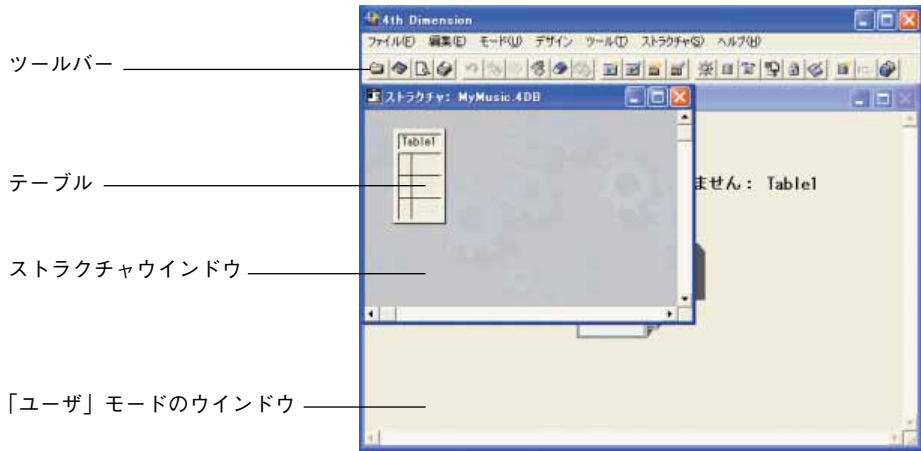 4th Dimension
ファイル(F) 編集(E) モード(U) デザイン ツール(T) ストラクチャ(S) ヘルプ(H)
ツールバー
ストラクチャ: MyMusic.4DB
Table1
テーブル
ません: Table1
ストラクチャウインドウ
「ユーザ」モードのウインドウ